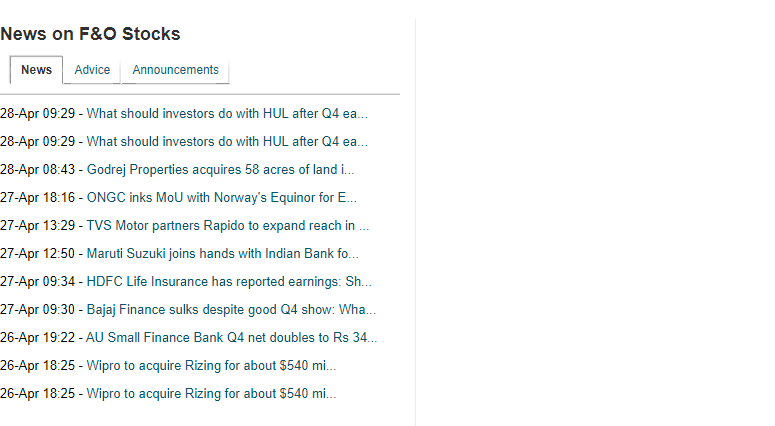 News on F&O Stocks
News Advice Announcements
28-Apr 09:29 - What should investors do with HUL after Q4 ea...
28-Apr 09:29 - What should investors do with HUL after Q4 ea...
28-Apr 08:43 - Godrej Properties acquires 58 acres of land i...
27-Apr 18:16 - ONGC inks MoU with Norway's Equinor for E...
27-Apr 13:29 - TVS Motor partners Rapido to expand reach in ...
27-Apr 12:50 - Maruti Suzuki joins hands with Indian Bank fo...
27-Apr 09:34 - HDFC Life Insurance has reported earnings: Sh...
27-Apr 09:30 - Bajaj Finance sulks despite good Q4 show: Wha...
26-Apr 19:22 - AU Small Finance Bank Q4 net doubles to Rs 34...
26-Apr 18:25 - Wipro to acquire Rizing for about $540 mi...
26-Apr 18:25 - Wipro to acquire Rizing for about $540 mi...